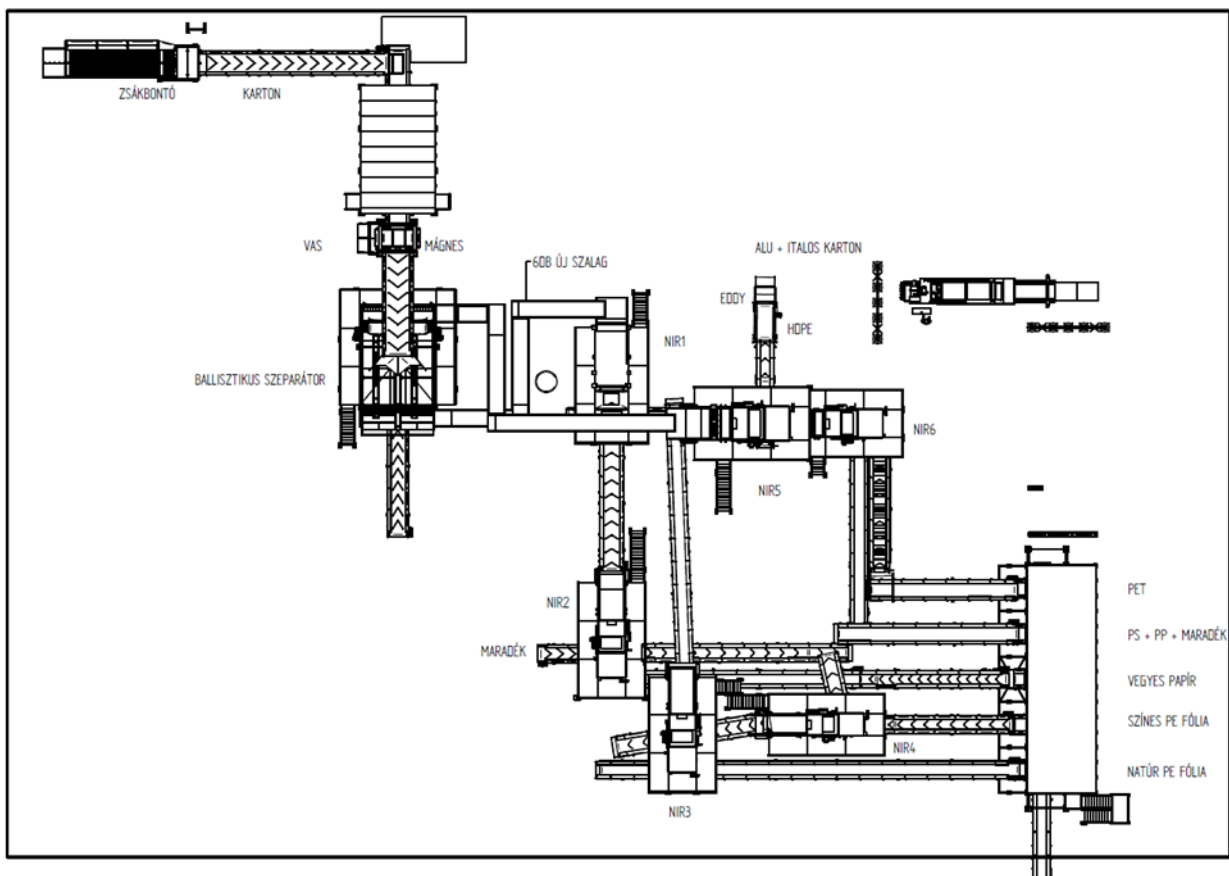 ZSÁKBONTÓ
KARTON
VAS
MÁGNES
ALU + ITALOS KARTON
6DB ÚJ SZALAG
EDDY
HDPE
NIR1
BALLISZTIKUS SZEPARÁTOR
NIR6
NIR5
NIR2
PET
MARADÉK
PS + PP + MARADÉK
VEGYES PAPÍR
SZÍNES PE FÓLIA
NIR4
NATÚR PE FÓLIA
NIR3